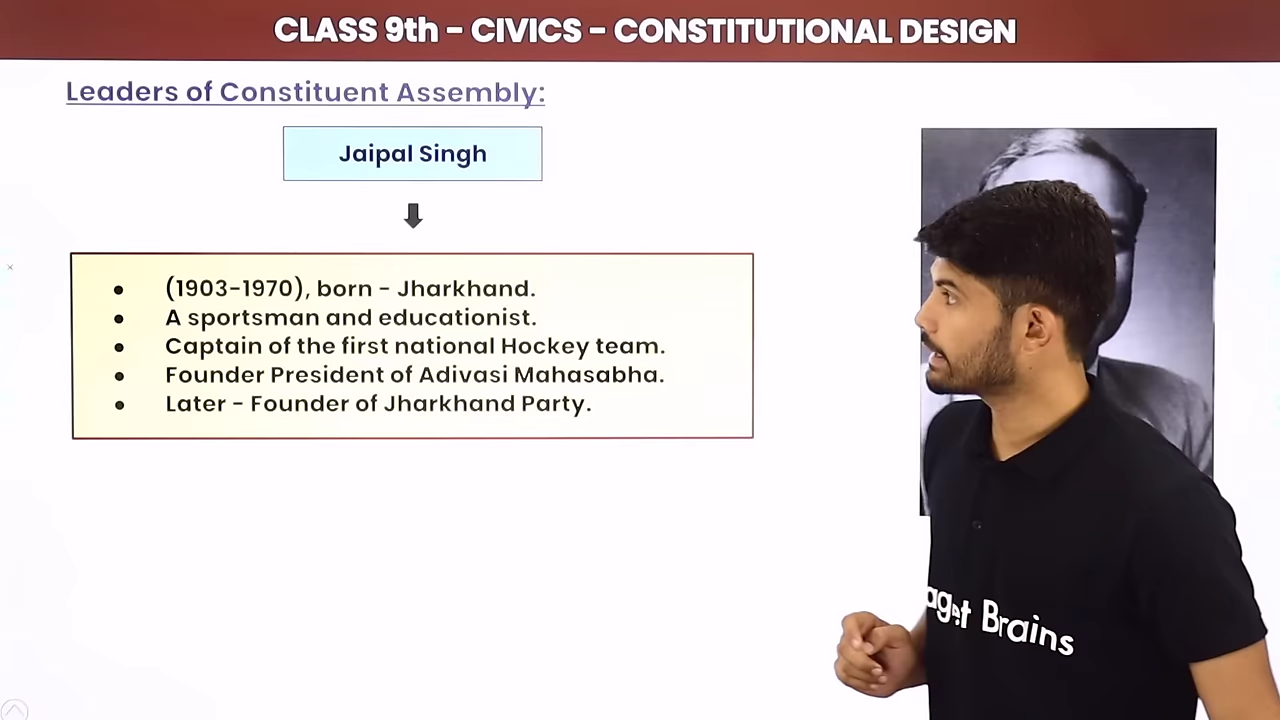 CLASS 9th - CIVICS - CONSTITUTIONAL DESIGN
Leaders of Constituent Assembly:
Jaipal Singh
• (1903-1970), born - Jharkhand.
• A sportsman and educationist.
• Captain of the first national Hockey team.
• Founder President of Adivasi Mahasabha.
• Later - Founder of Jharkhand Party.
Brains